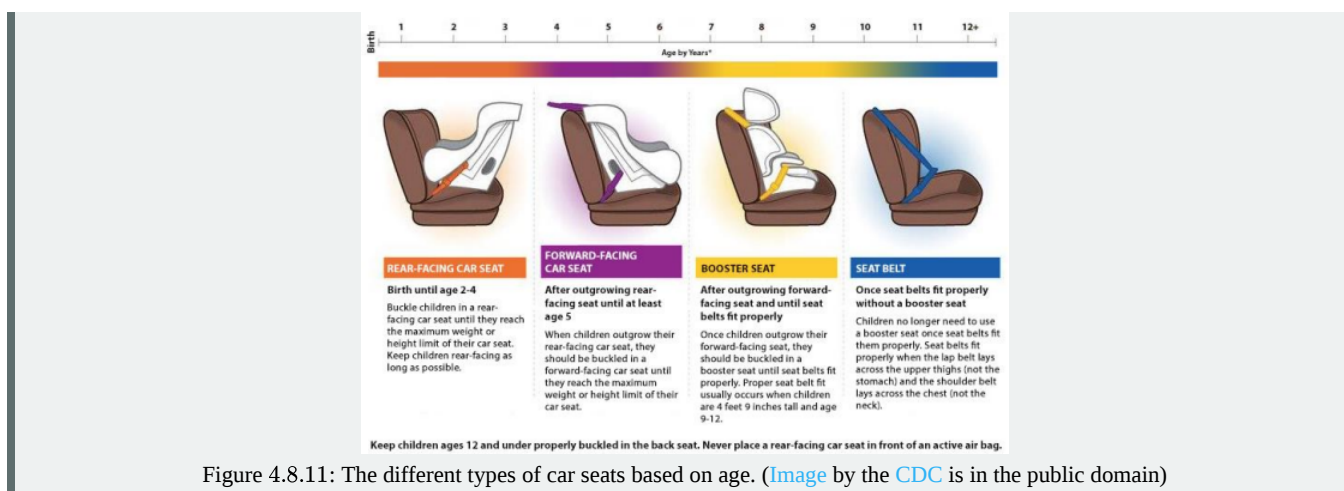 1 2 3 4 5 6 7 8 9 10 11 12+
Birth
Age by Years*
REAR-FACING CAR SEAT
Birth until age 2-4
Buckle children in a rear-
facing car seat until they reach
the maximum weight or
height limit of their car seat.
Keep children rear-facing as
long as possible.
FORWARD-FACING
CAR SEAT
After outgrowing rear-
facing seat until at least
age 5
When children outgrow their
rear-facing car seat, they
should be buckled in a
forward-facing car seat until
they reach the maximum
weight or height limit of their
car seat.
BOOSTER SEAT
After outgrowing forward-
facing seat and until seat
belts fit properly
Once children outgrow their
forward-facing seat, they
should be buckled in a
booster seat until seat belts fit
properly. Proper seat belt fit
usually occurs when children
are 4 feet 9 inches tall and age
9-12.
SEAT BELT
Once seat belts fit properly
without a booster seat
Children no longer need to use
a booster seat once seat belts fit
them properly. Seat belts fit
properly when the lap belt lays
across the upper thighs (not the
stomach) and the shoulder belt
lays across the chest (not the
neck).
Keep children ages 12 and under properly buckled in the back seat. Never place a rear-facing car seat in front of an active air bag.
Figure 4.8.11: The different types of car seats based on age. (Image by the CDC is in the public domain)